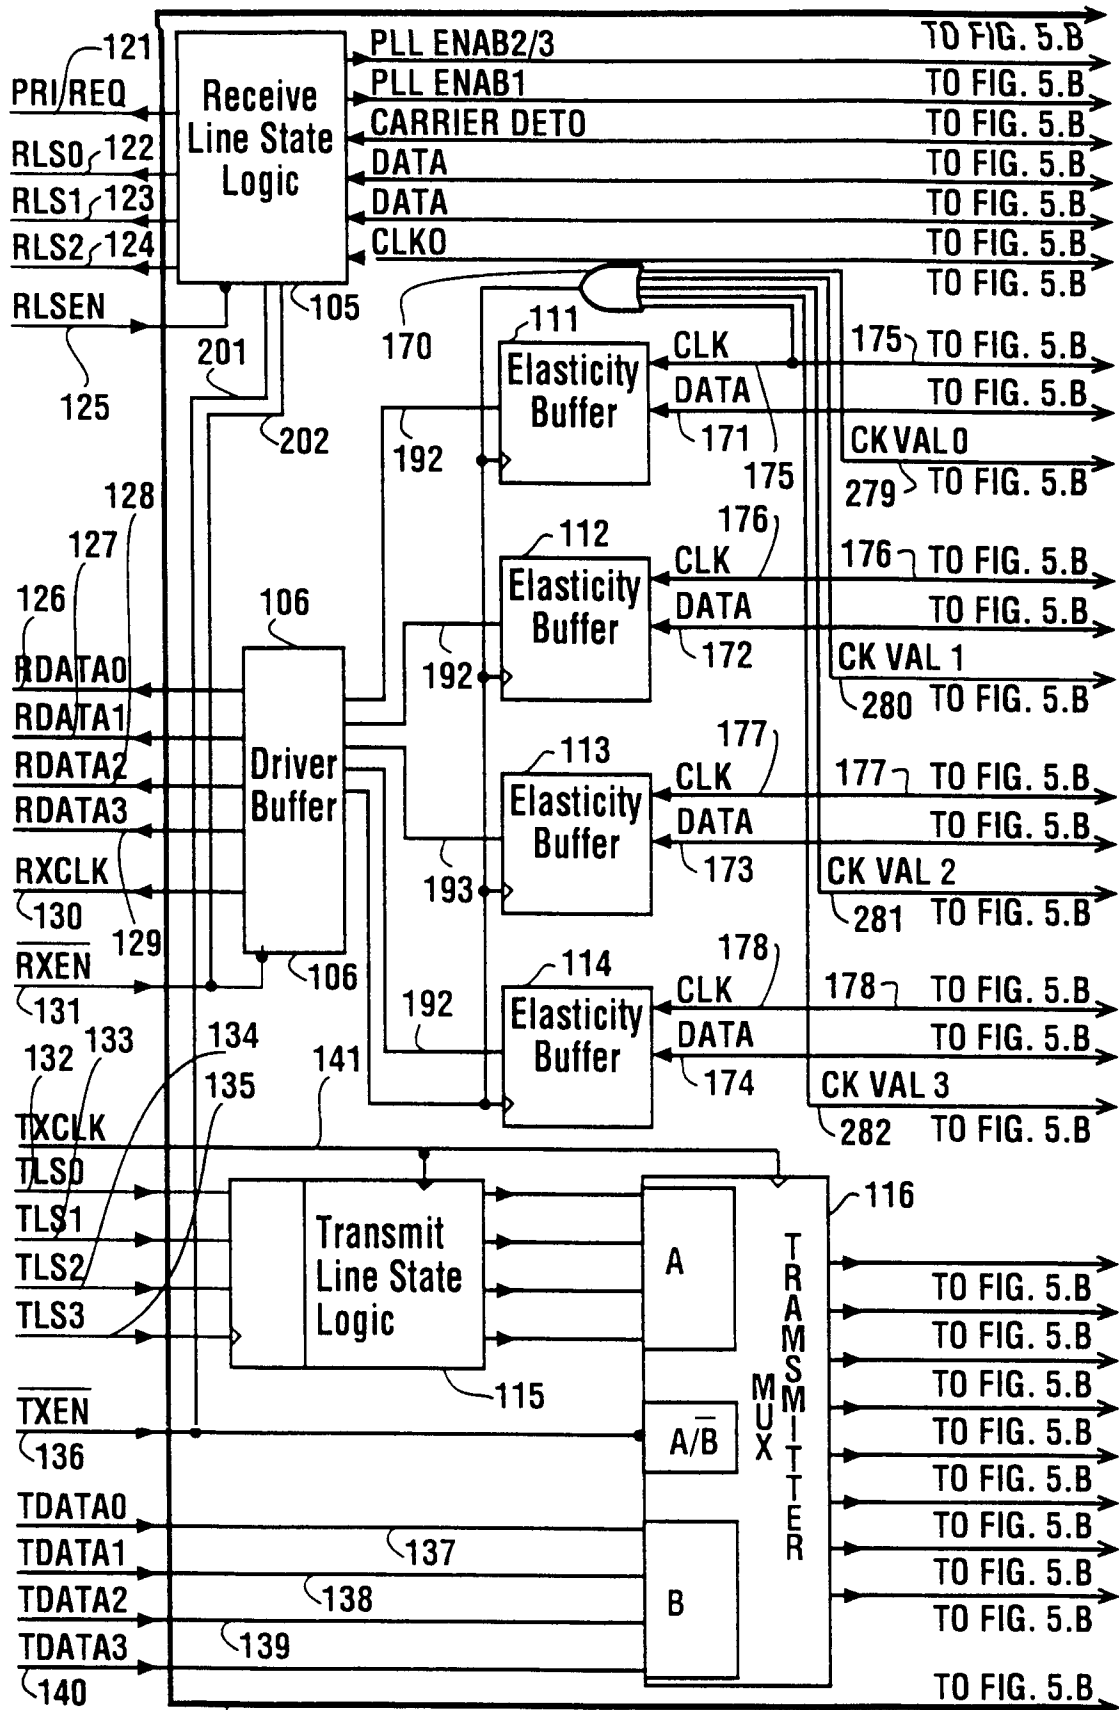 TO FIG. 5.B
121
PLL ENAB2/3
TO FIG. 5.B
PRI REQ
Receive
Line State
Logic
PLL ENAB1
TO FIG. 5.B
CARRIER DET0
TO FIG. 5.B
RLS0
122
DATA
TO FIG. 5.B
RLS1
123
DATA
TO FIG. 5.B
RLS2
124
CLK0
TO FIG. 5.B
TO FIG. 5.B
RLSEN
105
170
111
125
201
202
Elasticity
Buffer
CLK
175
TO FIG. 5.B
DATA
TO FIG. 5.B
171
192
175
CK VAL 0
279
TO FIG. 5.B
128
127
126
176
112
Elasticity
Buffer
CLK
176
TO FIG. 5.B
DATA
TO FIG. 5.B
172
192
CK VAL 1
280
TO FIG. 5.B
106
RDATA0
RDATA1
RDATA2
RDATA3
Driver
Buffer
RXCLK
130
129
RXEN
131
106
177
113
Elasticity
Buffer
CLK
177
TO FIG. 5.B
DATA
TO FIG. 5.B
173
193
CK VAL 2
281
TO FIG. 5.B
178
114
Elasticity
Buffer
CLK
178
TO FIG. 5.B
DATA
TO FIG. 5.B
174
192
CK VAL 3
282
TO FIG. 5.B
132
133
134
135
141
TXCLK
TLS0
TLS1
TLS2
TLS3
Transmit
Line State
Logic
115
A
116
TRAMSMITTER
MUX
TO FIG. 5.B
TO FIG. 5.B
TO FIG. 5.B
TO FIG. 5.B
TO FIG. 5.B
TO FIG. 5.B
TO FIG. 5.B
TO FIG. 5.B
TXEN
136
A/B̅
TDATA0
137
TDATA1
138
TDATA2
139
TDATA3
140
B
TO FIG. 5.B